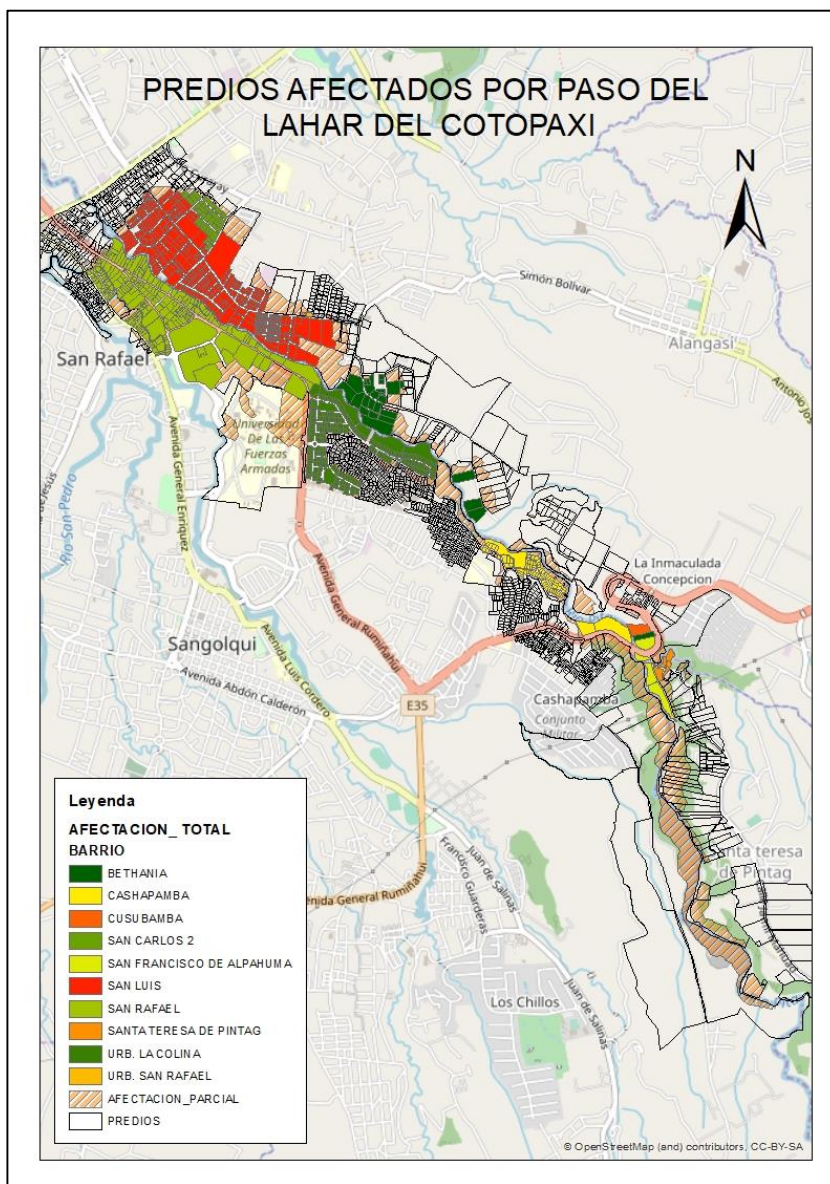 PREDIOS AFECTADOS POR PASO DEL
LAHAR DEL COTOPAXI
N
Simón Bolívar
Alangasí
San Rafael
Universidad
De Las
Fuerzas
Armadas
Avenida General Enríquez
Río San Pedro
La Inmaculada
Concepcion
Avenida General Rumiñahui
Sangolqui
Avenida Luis Cordero
Avenida Abdón Calderón
E35
Cashapamba
Conjunto
Militar
de Pintag
Juan de Salinas
Francisco Guarderas
Los Chillos
Juan de Salinas
Leyenda
AFECTACION_ TOTAL
BARRIO
BETHANIA
CASHAPAMBA
CUSUBAMBA
SAN CARLOS 2
SAN FRANCISCO DE ALPAHUMA
SAN LUIS
SAN RAFAEL
SANTA TERESA DE PINTAG
URB. LA COLINA
URB. SAN RAFAEL
AFECTACION_PARCIAL
PREDIOS
© OpenStreetMap (and) contributors, CC-BY-SA